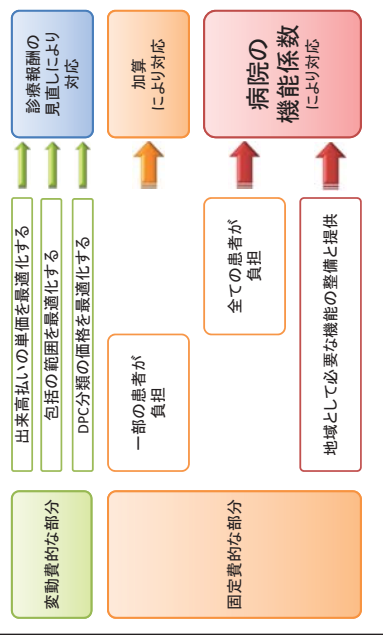 変動費的な部分
出来高払いの単価を最適化する
包括の範囲を最適化する
DPC分類の価格を最適化する
診療報酬の
見直しにより
対応
固定費的な部分
一部の患者が
負担
加算
により対応
全ての患者が
負担
地域として必要な機能の整備と提供
病院の
機能係数
により対応